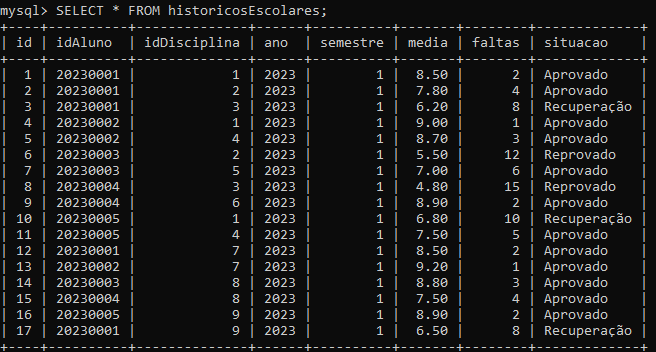 mysql> SELECT * FROM historicosEscolares;
+----+----------+--------------+------+----------+-------+--------+-------------+
| id | idAluno  | idDisciplina | ano  | semestre | media | faltas | situacao    |
+----+----------+--------------+------+----------+-------+--------+-------------+
|  1 | 20230001 |            1 | 2023 |        1 |  8.50 |      2 | Aprovado    |
|  2 | 20230001 |            2 | 2023 |        1 |  7.80 |      4 | Aprovado    |
|  3 | 20230001 |            3 | 2023 |        1 |  6.20 |      8 | Recuperação |
|  4 | 20230002 |            1 | 2023 |        1 |  9.00 |      1 | Aprovado    |
|  5 | 20230002 |            4 | 2023 |        1 |  8.70 |      3 | Aprovado    |
|  6 | 20230003 |            2 | 2023 |        1 |  5.50 |     12 | Reprovado   |
|  7 | 20230003 |            5 | 2023 |        1 |  7.00 |      6 | Aprovado    |
|  8 | 20230004 |            3 | 2023 |        1 |  4.80 |     15 | Reprovado   |
|  9 | 20230004 |            6 | 2023 |        1 |  8.90 |      2 | Aprovado    |
| 10 | 20230005 |            1 | 2023 |        1 |  6.80 |     10 | Recuperação |
| 11 | 20230005 |            4 | 2023 |        1 |  7.50 |      5 | Aprovado    |
| 12 | 20230001 |            7 | 2023 |        1 |  8.50 |      2 | Aprovado    |
| 13 | 20230002 |            7 | 2023 |        1 |  9.20 |      1 | Aprovado    |
| 14 | 20230003 |            8 | 2023 |        1 |  8.80 |      3 | Aprovado    |
| 15 | 20230004 |            8 | 2023 |        1 |  7.50 |      4 | Aprovado    |
| 16 | 20230005 |            9 | 2023 |        1 |  8.90 |      2 | Aprovado    |
| 17 | 20230001 |            9 | 2023 |        1 |  6.50 |      8 | Recuperação |
+----+----------+--------------+------+----------+-------+--------+-------------+